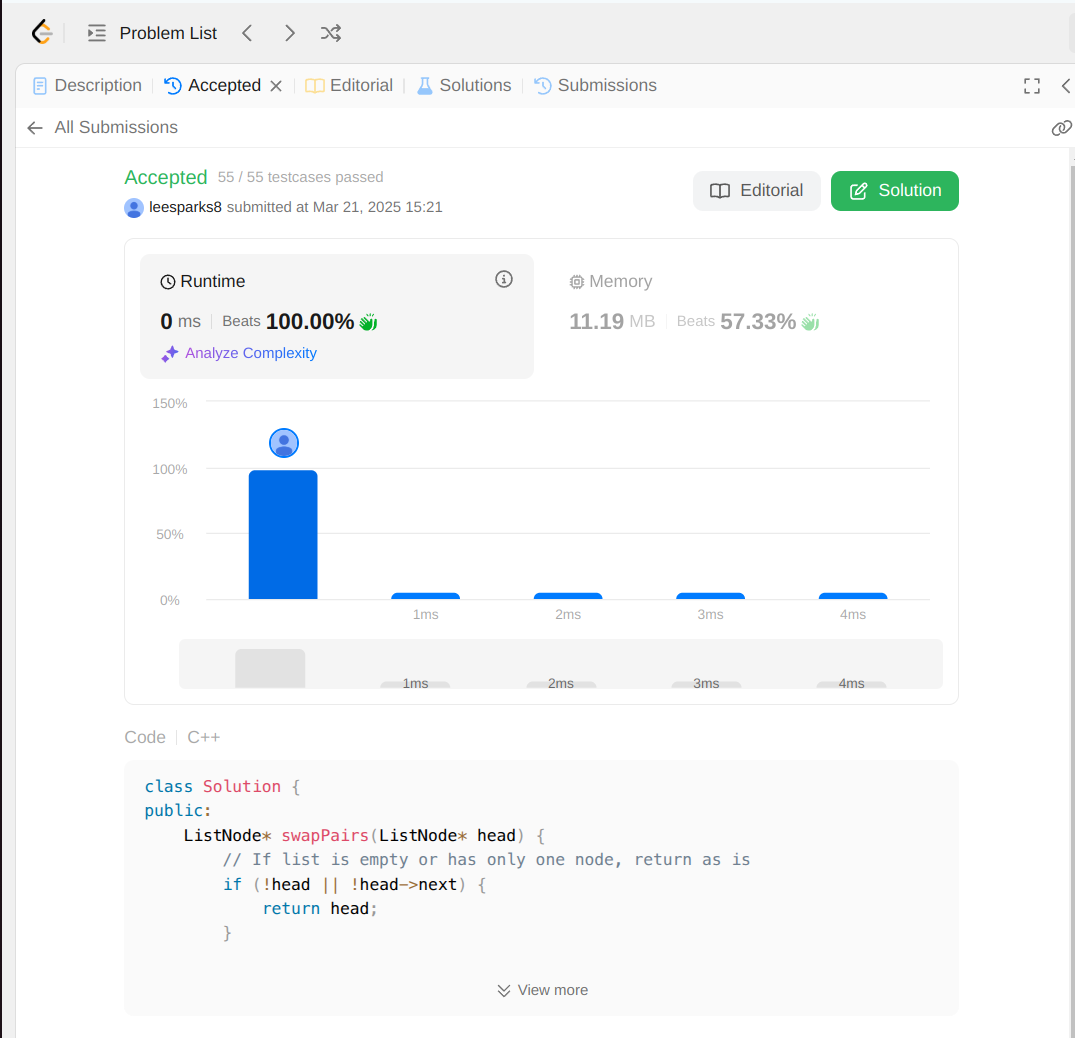 Problem List
Description Accepted Editorial Solutions Submissions
All Submissions
Accepted 55 / 55 testcases passed
leesparks8 submitted at Mar 21, 2025 15:21
Editorial Solution
Runtime
0 ms Beats 100.00%
Analyze Complexity
Memory
11.19 MB Beats 57.33%
150%
100%
50%
0%
1ms 2ms 3ms 4ms
1ms 2ms 3ms 4ms
Code C++
class Solution {
public:
    ListNode* swapPairs(ListNode* head) {
        // If list is empty or has only one node, return as is
        if (!head || !head->next) {
            return head;
        }
View more